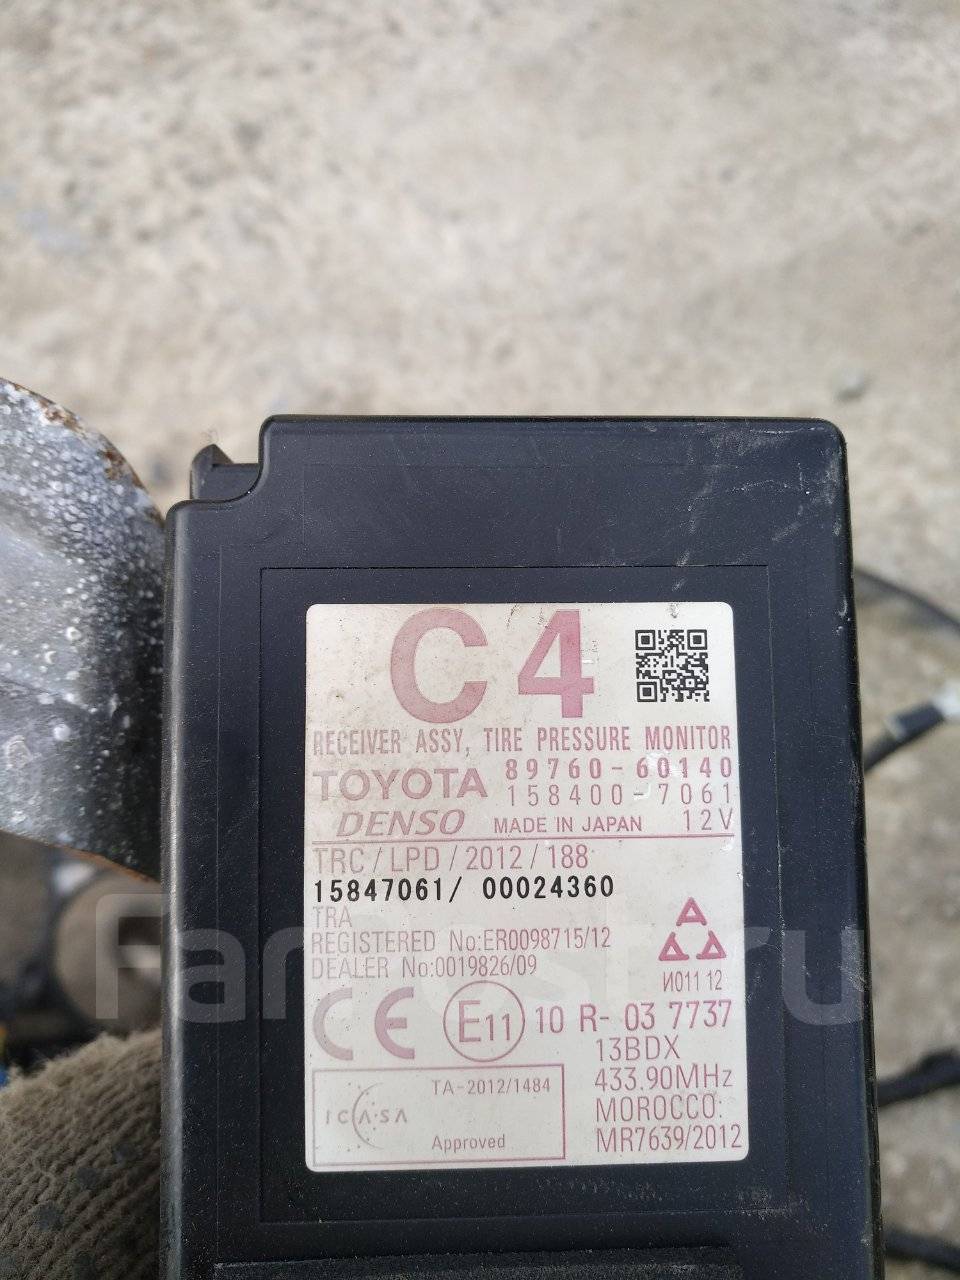 C4
RECEIVER ASSY, TIRE PRESSURE MONITOR
TOYOTA 89760-60140
158400-7061
DENSO MADE IN JAPAN 12V
TRC/LPD/2012/188
15847061/ 00024360
TRA
REGISTERED No:ER0098715/12
DEALER No:0019826/09
И011 12
CE E11 10 R- 03 7737
13BDX
433.90MHz
MOROCCO:
MR7639/2012
TA-2012/1484
ICASA
Approved
Farpost.ru